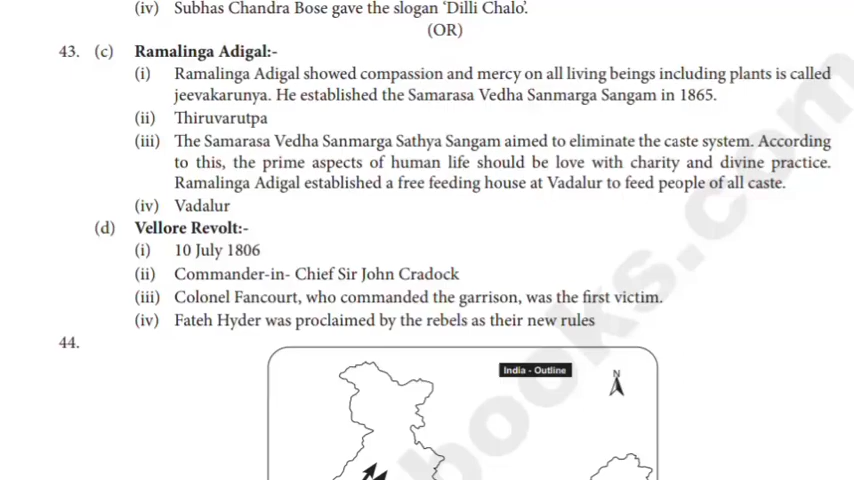 (iv) Subhas Chandra Bose gave the slogan ‘Dilli Chalo’.
(OR)
43. (c) Ramalinga Adigal:-
(i) Ramalinga Adigal showed compassion and mercy on all living beings including plants is called
jeevakarunya. He established the Samarasa Vedha Sanmarga Sangam in 1865.
(ii) Thiruvarutpa
(iii) The Samarasa Vedha Sanmarga Sathya Sangam aimed to eliminate the caste system. According
to this, the prime aspects of human life should be love with charity and divine practice.
Ramalinga Adigal established a free feeding house at Vadalur to feed people of all caste.
(iv) Vadalur
(d) Vellore Revolt:-
(i) 10 July 1806
(ii) Commander-in- Chief Sir John Cradock
(iii) Colonel Fancourt, who commanded the garrison, was the first victim.
(iv) Fateh Hyder was proclaimed by the rebels as their new rules
44.
India - Outline
N
books.com